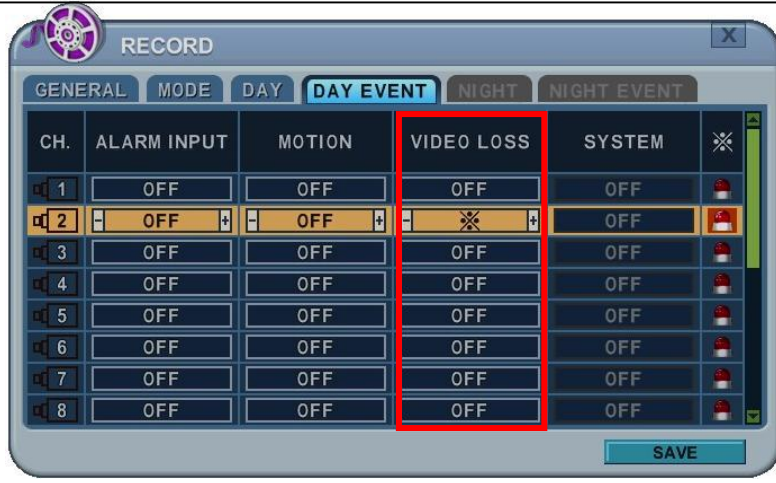 RECORD
X
GENERAL MODE DAY DAY EVENT NIGHT NIGHT EVENT
CH. ALARM INPUT MOTION VIDEO LOSS SYSTEM ※
1 OFF OFF OFF OFF
2 - OFF + - OFF + - ※ + OFF
3 OFF OFF OFF OFF
4 OFF OFF OFF OFF
5 OFF OFF OFF OFF
6 OFF OFF OFF OFF
7 OFF OFF OFF OFF
8 OFF OFF OFF OFF
SAVE